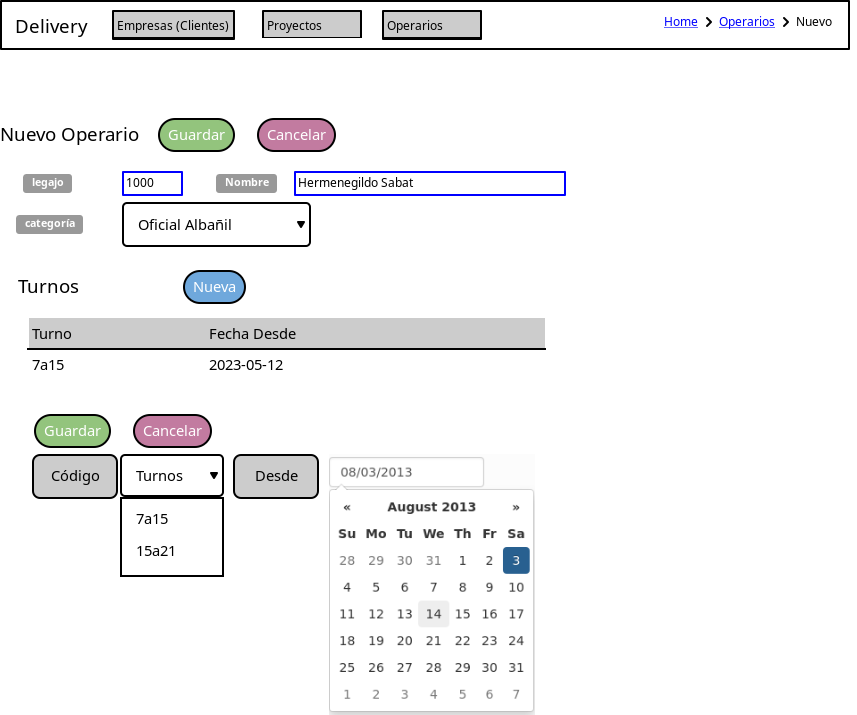 Delivery Empresas (Clientes) Proyectos Operarios Home Operarios Nuevo
Nuevo Operario Guardar Cancelar
legajo 1000 Nombre Hermenegildo Sabat
categoría Oficial Albañil
Turnos Nueva
Turno Fecha Desde
7a15 2023-05-12
Guardar Cancelar
Código Turnos Desde 08/03/2013
7a15
15a21
« August 2013 »
Su Mo Tu We Th Fr Sa
28 29 30 31 1 2 3
4 5 6 7 8 9 10
11 12 13 14 15 16 17
18 19 20 21 22 23 24
25 26 27 28 29 30 31
1 2 3 4 5 6 7